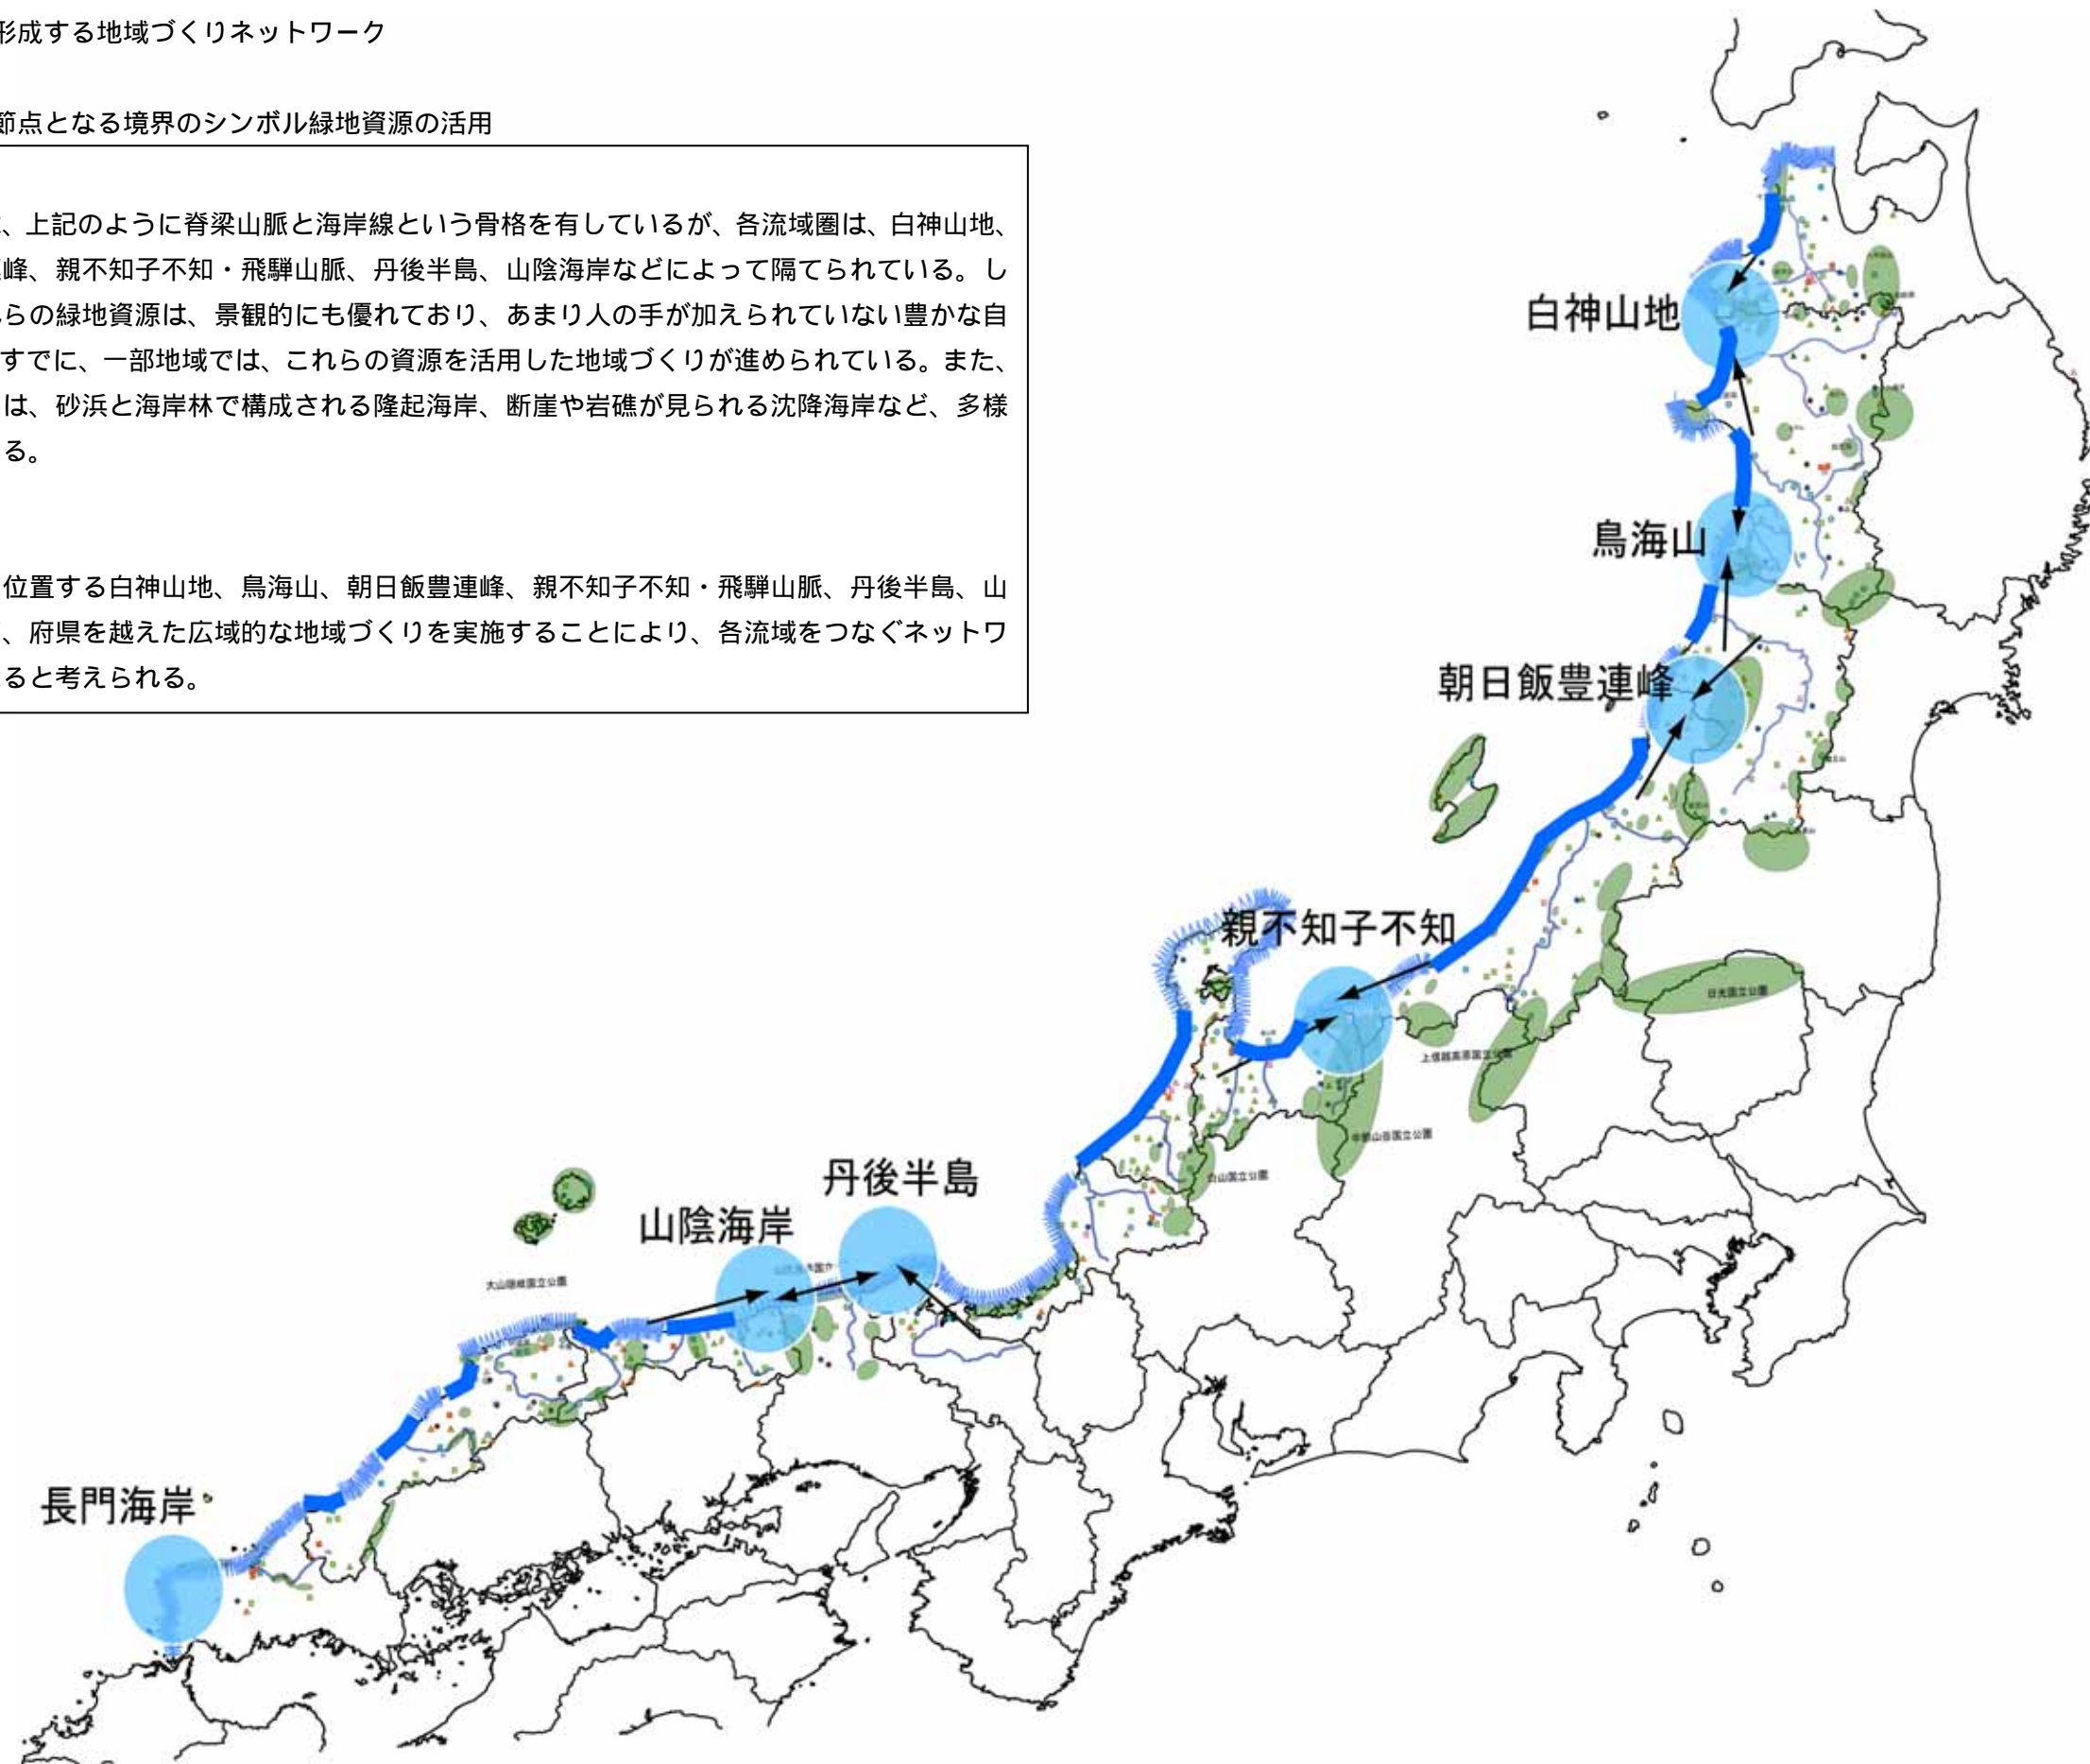 形成する地域づくりネットワーク
節点となる境界のシンボル緑地資源の活用
、上記のように脊梁山脈と海岸線という骨格を有しているが、各流域圏は、白神山地、
峰、親不知子不知・飛騨山脈、丹後半島、山陰海岸などによって隔てられている。し
らの緑地資源は、景観的にも優れており、あまり人の手が加えられていない豊かな自
すでに、一部地域では、これらの資源を活用した地域づくりが進められている。また、
は、砂浜と海岸林で構成される隆起海岸、断崖や岩礁が見られる沈降海岸など、多様
る。
位置する白神山地、鳥海山、朝日飯豊連峰、親不知子不知・飛騨山脈、丹後半島、山
、府県を越えた広域的な地域づくりを実施することにより、各流域をつなぐネットワ
ると考えられる。
白神山地
鳥海山
朝日飯豊連峰
親不知子不知
日光国立公園
上信越高原国立公園
中部山岳国立公園
白山国立公園
丹後半島
山陰海岸
大山隠岐国立公園
長門海岸